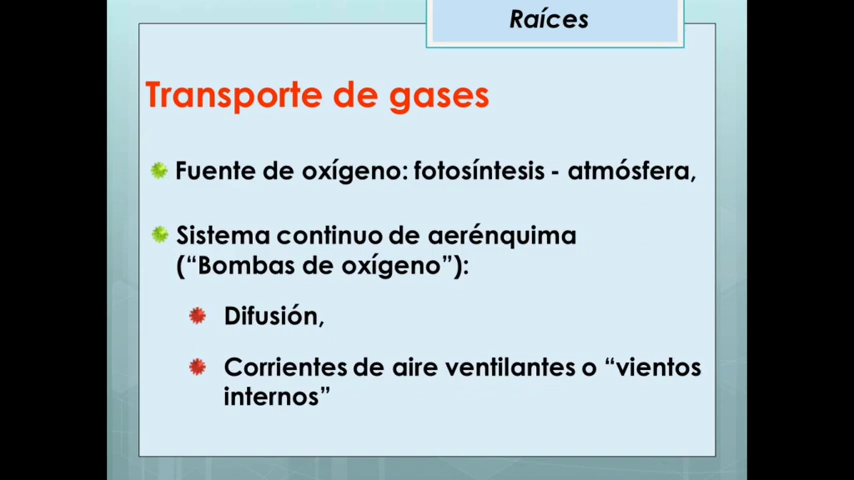 Raíces
Transporte de gases
Fuente de oxígeno: fotosíntesis - atmósfera,
Sistema continuo de aerénquima
(“Bombas de oxígeno”):
Difusión,
Corrientes de aire ventilantes o “vientos
internos”